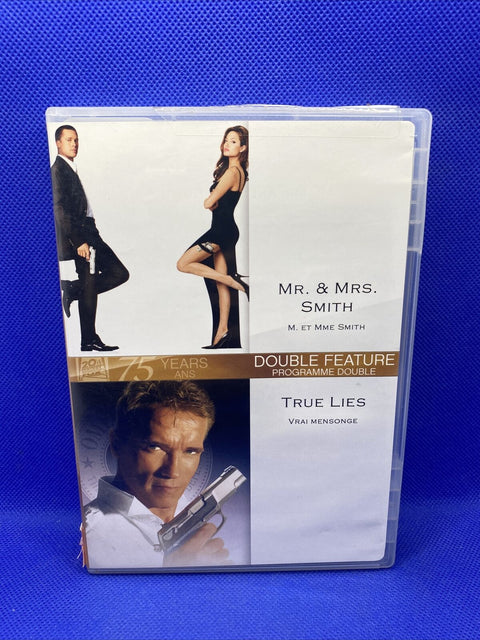 MR. & MRS.
SMITH
M. ET MME SMITH
75 YEARS
ANS
DOUBLE FEATURE
PROGRAMME DOUBLE
TRUE LIES
VRAI MENSONGE